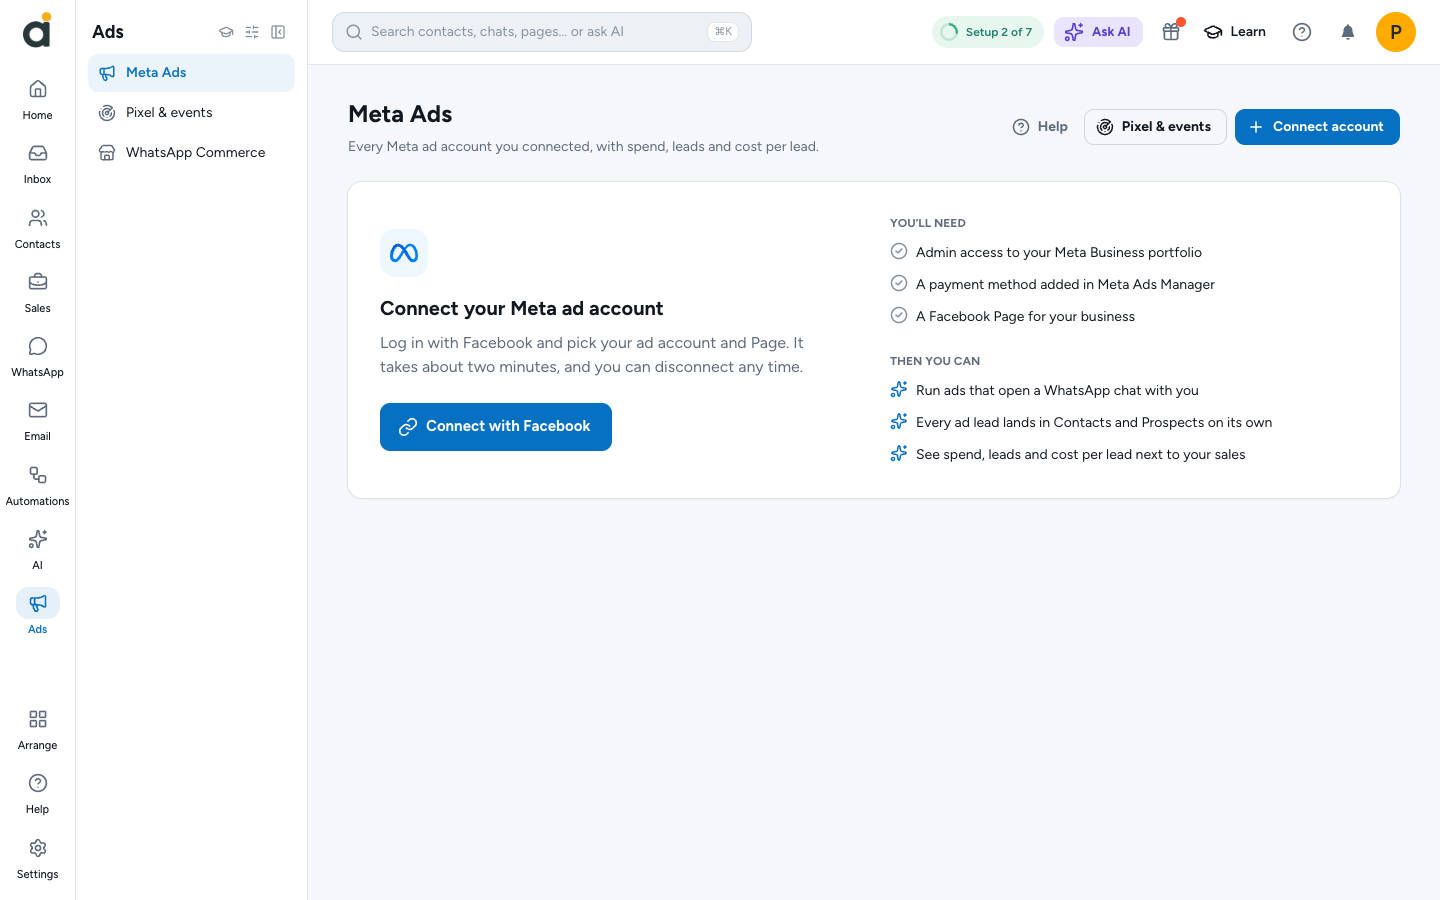 Search contacts, chats, pages... or ask AI
⌘K
Setup 2 of 7
Ask AI
Learn
P
Home
Inbox
Contacts
Sales
WhatsApp
Email
Automations
AI
Ads
Arrange
Help
Settings
Ads
Meta Ads
Pixel & events
WhatsApp Commerce
Meta Ads
Every Meta ad account you connected, with spend, leads and cost per lead.
Help
Pixel & events
Connect account
Connect your Meta ad account
Log in with Facebook and pick your ad account and Page. It
takes about two minutes, and you can disconnect any time.
Connect with Facebook
YOU'LL NEED
Admin access to your Meta Business portfolio
A payment method added in Meta Ads Manager
A Facebook Page for your business
THEN YOU CAN
Run ads that open a WhatsApp chat with you
Every ad lead lands in Contacts and Prospects on its own
See spend, leads and cost per lead next to your sales